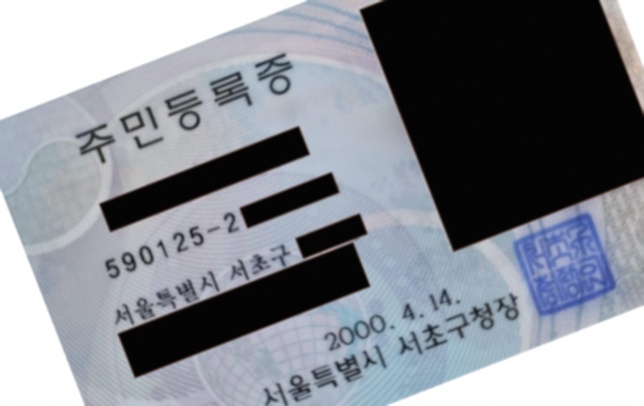 주민등록증
590125-2
서울특별시 서초구
2000. 4. 14.
서울특별시 서초구청장